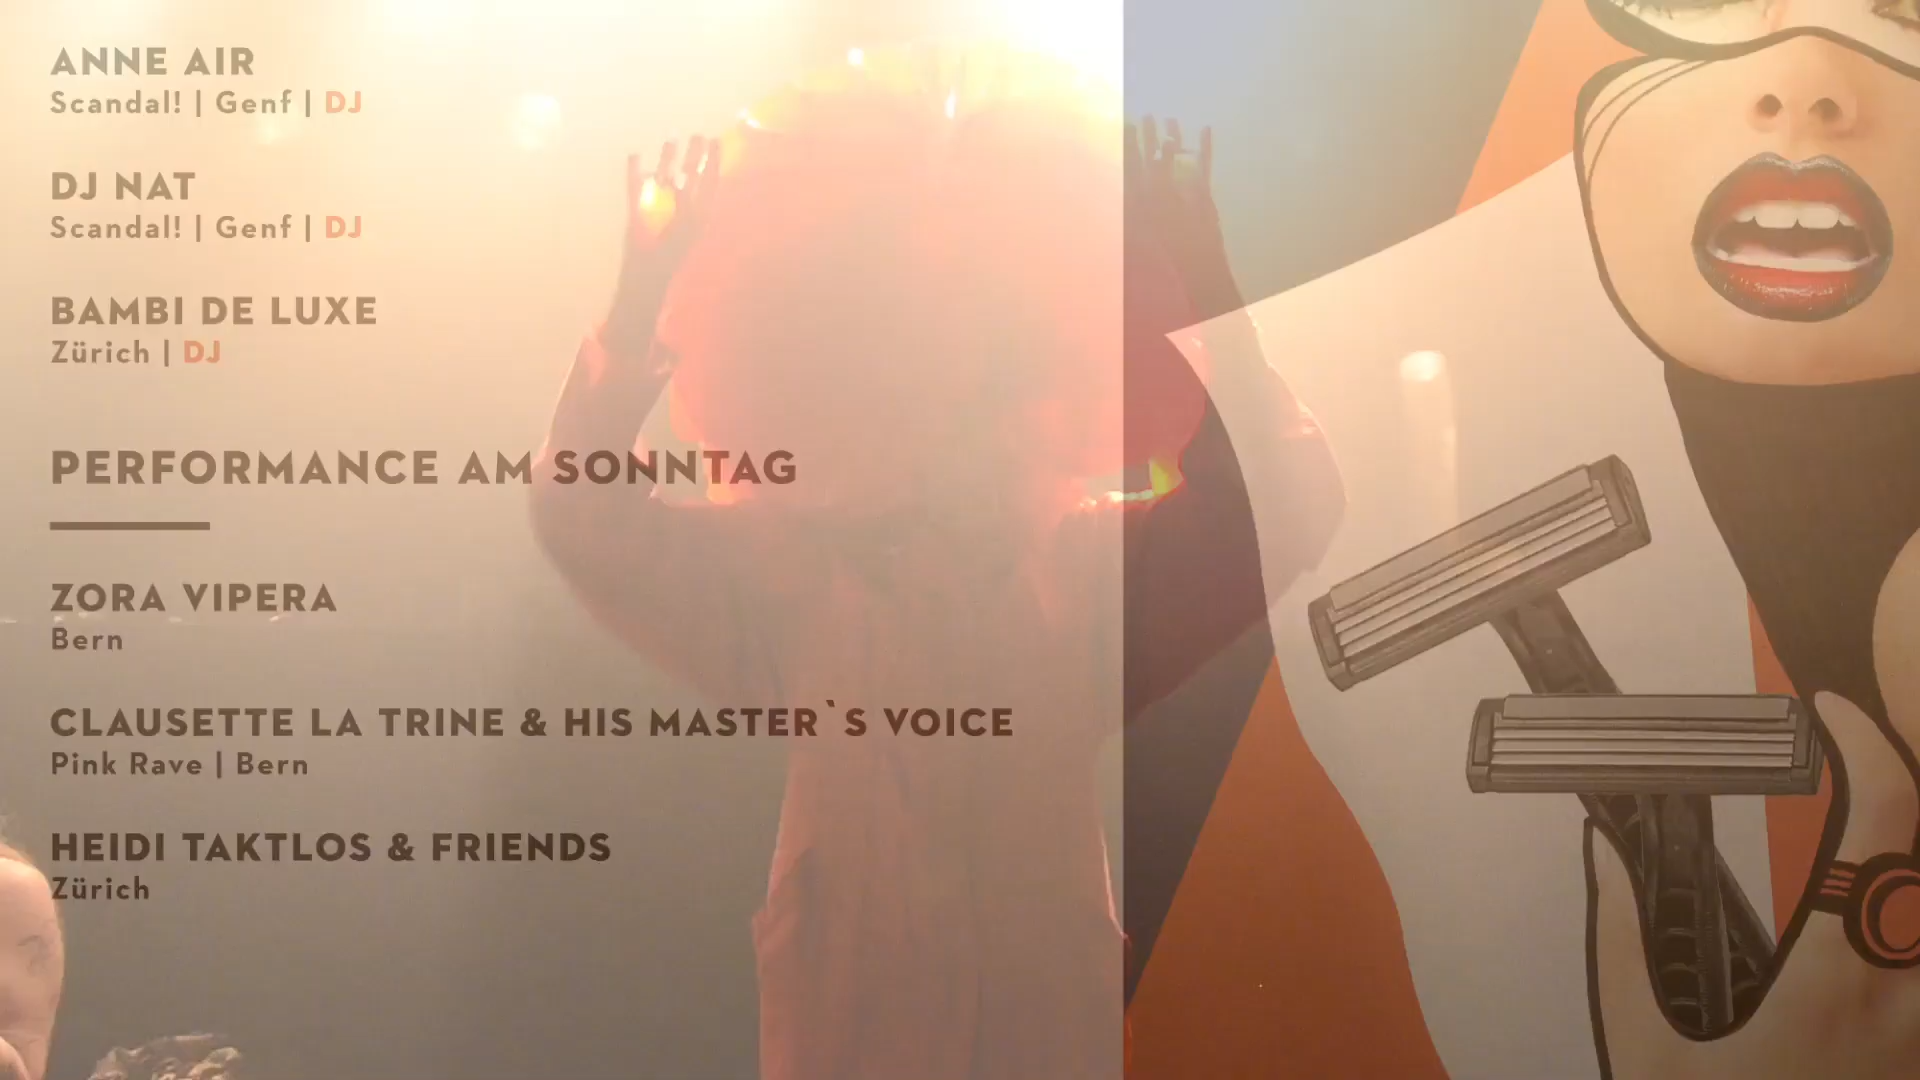 ANNE AIR
Scandal! | Genf | DJ
DJ NAT
Scandal! | Genf | DJ
BAMBI DE LUXE
Zürich | DJ
PERFORMANCE AM SONNTAG
ZORA VIPERA
Bern
CLAUSETTE LA TRINE & HIS MASTER`S VOICE
Pink Rave | Bern
HEIDI TAKTLOS & FRIENDS
Zürich